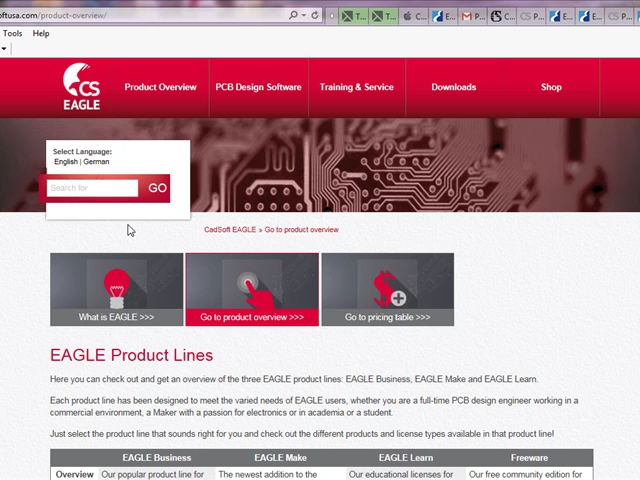 oftusa.com/product-overview/
T...
T...
C
E
P
C
P
E
E
CS P
Tools Help
CS
EAGLE
Product Overview
PCB Design Software
Training & Service
Downloads
Shop
Select Language:
English | German
Search for
GO
CadSoft EAGLE » Go to product overview
What is EAGLE >>>
Go to product overview >>>
Go to pricing table >>>
EAGLE Product Lines
Here you can check out and get an overview of the three EAGLE product lines: EAGLE Business, EAGLE Make and EAGLE Learn.
Each product line has been designed to meet the varied needs of EAGLE users, whether you are a full-time PCB design engineer working in a
commercial environment, a Maker with a passion for electronics or in academia or a student.
Just select the product line that sounds right for you and check out the different products and license types available in that product line!
EAGLE Business EAGLE Make EAGLE Learn Freeware
Overview Our popular product line for The newest addition to the Our educational licenses for Our free community edition for